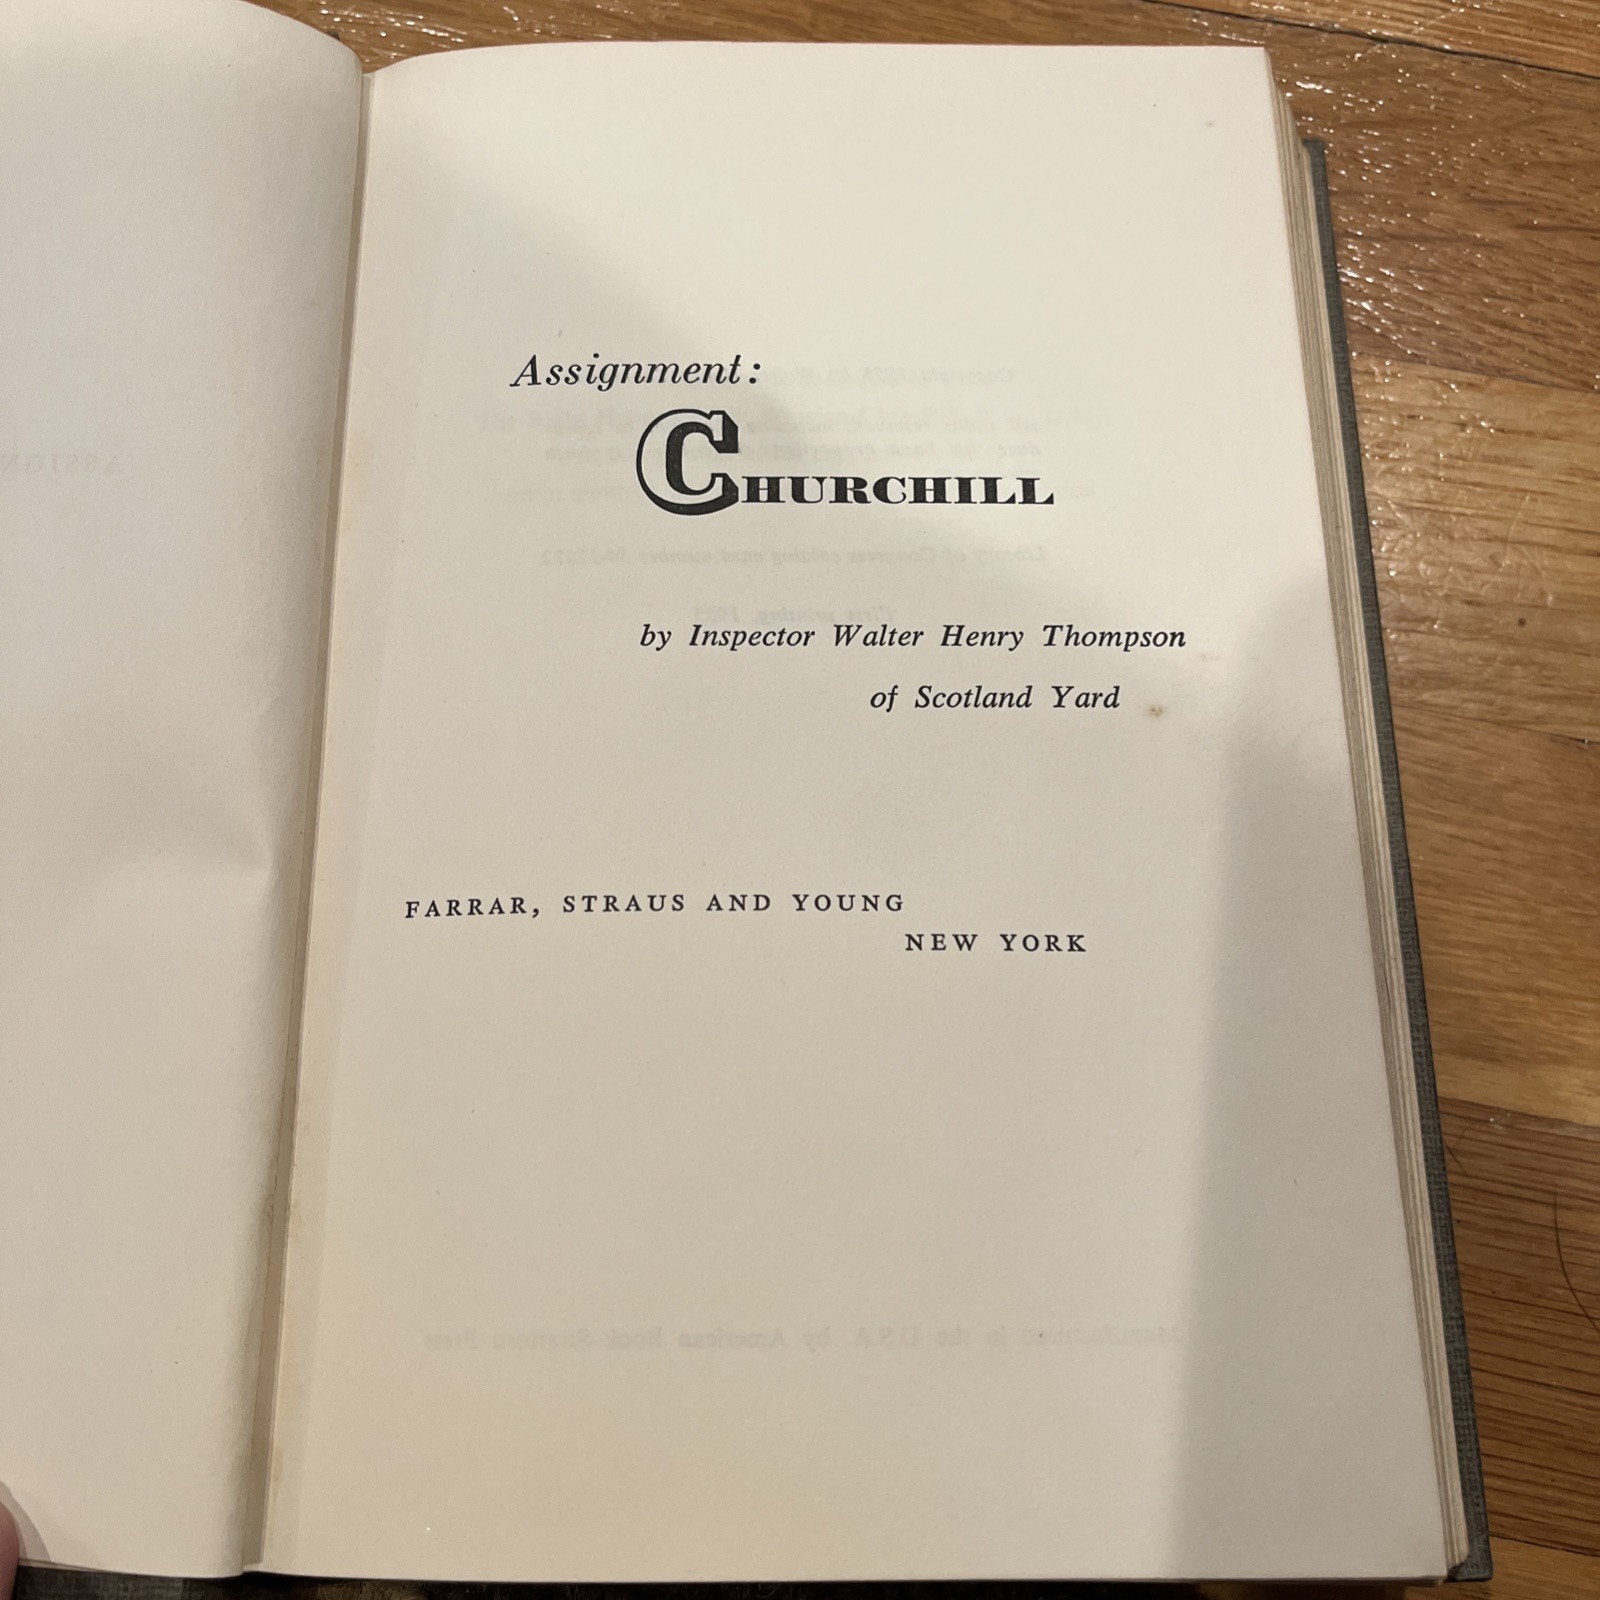 Assignment:
CHURCHILL
by Inspector Walter Henry Thompson
of Scotland Yard
FARRAR, STRAUS AND YOUNG
NEW YORK